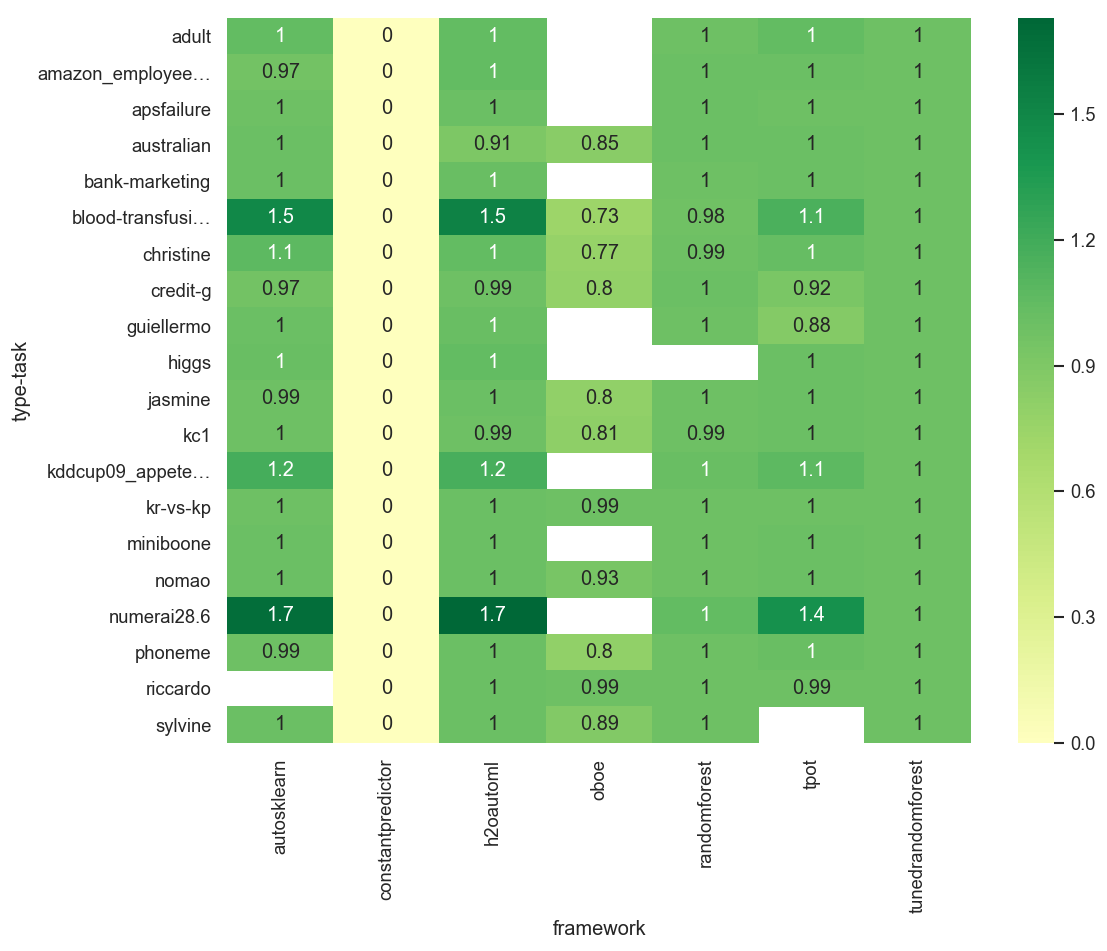 adult 1 0 1 1 1 1
amazon_employee… 0.97 0 1 1 1 1
apsfailure 1 0 1 1 1 1
australian 1 0 0.91 0.85 1 1 1
bank-marketing 1 0 1 1 1 1
blood-transfusi… 1.5 0 1.5 0.73 0.98 1.1 1
christine 1.1 0 1 0.77 0.99 1 1
credit-g 0.97 0 0.99 0.8 1 0.92 1
guiellermo 1 0 1 1 0.88 1
higgs 1 0 1 1 1
jasmine 0.99 0 1 0.8 1 1 1
kc1 1 0 0.99 0.81 0.99 1 1
kddcup09_appete… 1.2 0 1.2 1 1.1 1
kr-vs-kp 1 0 1 0.99 1 1 1
miniboone 1 0 1 1 1 1
nomao 1 0 1 0.93 1 1 1
numerai28.6 1.7 0 1.7 1 1.4 1
phoneme 0.99 0 1 0.8 1 1 1
riccardo 0 1 0.99 1 0.99 1
sylvine 1 0 1 0.89 1 1
type-task
autosklearn
constantpredictor
h2oautoml
oboe
randomforest
tpot
tunedrandomforest
framework
1.5
1.2
0.9
0.6
0.3
0.0